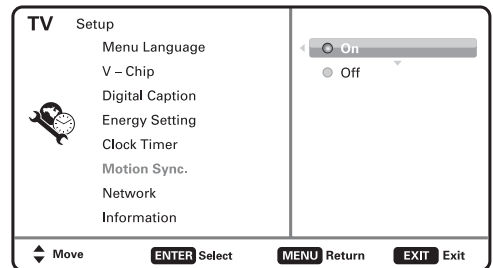 TV Setup
Menu Language
V – Chip
Digital Caption
Energy Setting
Clock Timer
Motion Sync.
Network
Information
On
Off
Move ENTER Select MENU Return EXIT Exit